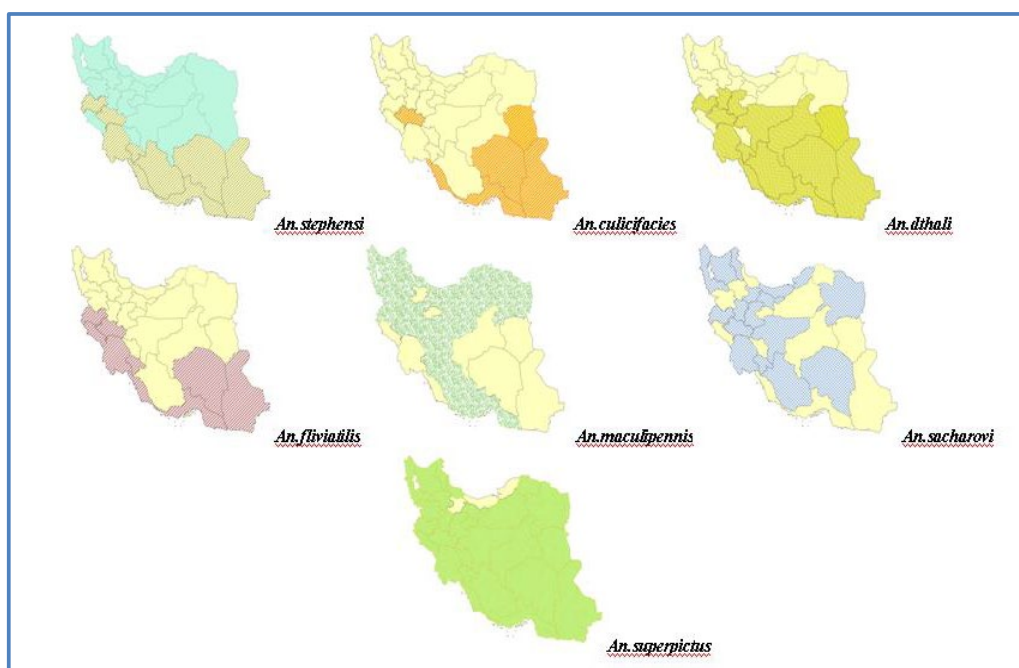 An.stephensi
An.culicifacies
An.dthali
An.fliviatilis
An.maculipennis
An.sacharovi
An.superpictus